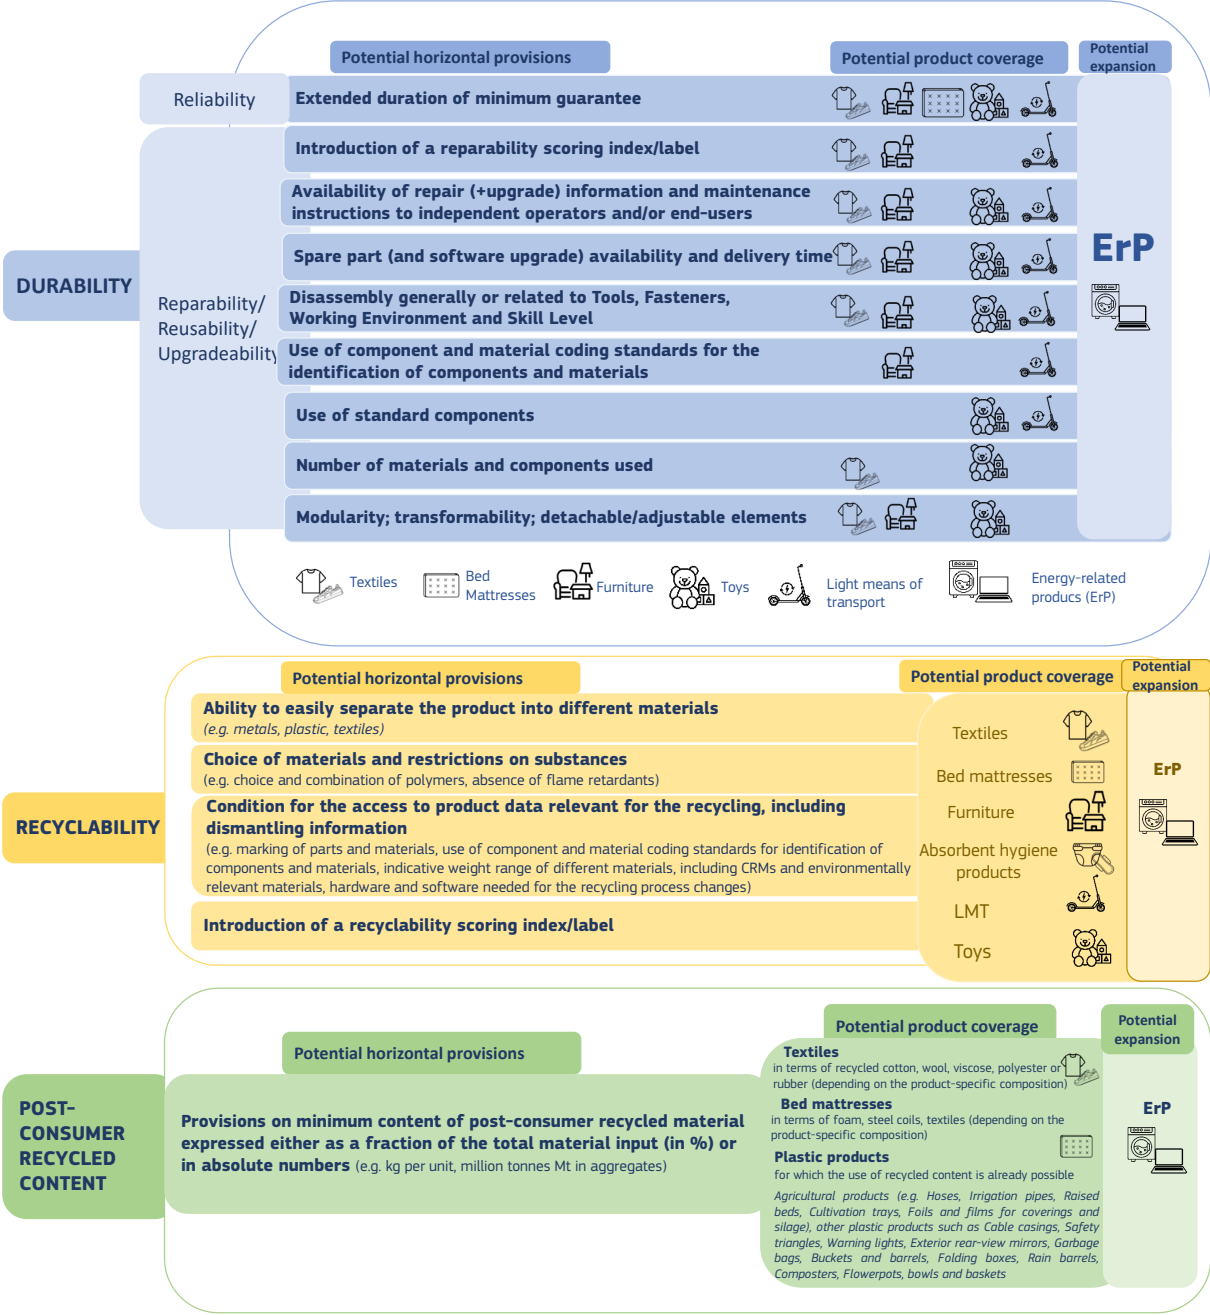 Potential horizontal provisions
Potential product coverage
Potential
expansion
Reliability
Extended duration of minimum guarantee
Introduction of a reparability scoring index/label
Availability of repair (+upgrade) information and maintenance
instructions to independent operators and/or end-users
Spare part (and software upgrade) availability and delivery time
ErP
DURABILITY
Reparability/
Reusability/
Upgradeability
Disassembly generally or related to Tools, Fasteners,
Working Environment and Skill Level
Use of component and material coding standards for the
identification of components and materials
Use of standard components
Number of materials and components used
Modularity; transformability; detachable/adjustable elements
Textiles
Bed
Mattresses
Furniture
Toys
Light means of
transport
Energy-related
producs (ErP)
Potential horizontal provisions
Potential product coverage
Potential
expansion
RECYCLABILITY
Ability to easily separate the product into different materials
(e.g. metals, plastic, textiles)
Choice of materials and restrictions on substances
(e.g. choice and combination of polymers, absence of flame retardants)
Condition for the access to product data relevant for the recycling, including
dismantling information
(e.g. marking of parts and materials, use of component and material coding standards for identification of
components and materials, indicative weight range of different materials, including CRMs and environmentally
relevant materials, hardware and software needed for the recycling process changes)
Introduction of a recyclability scoring index/label
Textiles
Bed mattresses
Furniture
Absorbent hygiene
products
LMT
Toys
ErP
Potential horizontal provisions
Potential product coverage
Potential
expansion
POST-
CONSUMER
RECYCLED
CONTENT
Provisions on minimum content of post-consumer recycled material
expressed either as a fraction of the total material input (in %) or
in absolute numbers (e.g. kg per unit, million tonnes Mt in aggregates)
Textiles
in terms of recycled cotton, wool, viscose, polyester or
rubber (depending on the product-specific composition)
Bed mattresses
in terms of foam, steel coils, textiles (depending on the
product-specific composition)
Plastic products
for which the use of recycled content is already possible
Agricultural products (e.g. Hoses, Irrigation pipes, Raised
beds, Cultivation trays, Foils and films for coverings and
silage), other plastic products such as Cable casings, Safety
triangles, Warning lights, Exterior rear-view mirrors, Garbage
bags, Buckets and barrels, Folding boxes, Rain barrels,
Composters, Flowerpots, bowls and baskets
ErP